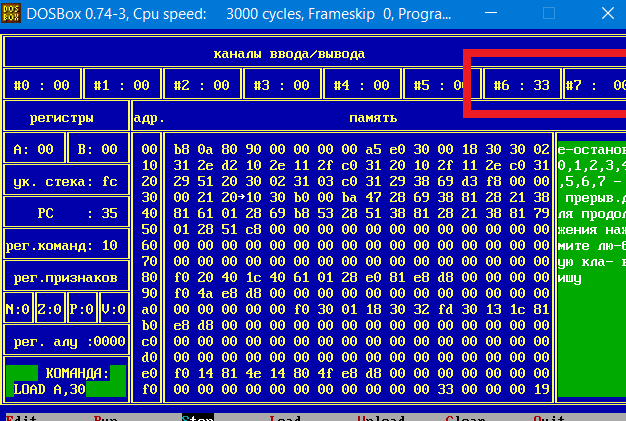 DOSBox 0.74-3, Cpu speed: 3000 cycles, Frameskip 0, Progra...
каналы ввода/вывода
#0 : 00 #1 : 00 #2 : 00 #3 : 00 #4 : 00 #5 : 00 #6 : 33 #7 : 00
регистры адр. память
A: 00 B: 00 00 b8 0a 80 90 00 00 00 00 a5 e0 30 00 18 30 30 02 е-останов
10 31 2e d2 10 2e 11 2f c0 31 20 10 2f 11 2e c0 31 0,1,2,3,4
ук. стека: fc 20 29 51 20 30 02 31 03 c0 31 29 38 69 d3 f8 00 00 ,5,6,7 -
30 00 21 20→10 30 b0 00 ba 47 28 69 38 81 28 21 38 прерыв.д
PC : 35 40 81 61 01 28 69 b8 53 28 51 38 81 28 21 38 81 79 ля продол
50 01 28 51 c8 00 00 00 00 00 00 00 00 00 00 00 00 жения наж
рег.команд: 10 60 00 00 00 00 00 00 00 00 00 00 00 00 00 00 00 00 мите лю-б
70 00 00 00 00 00 00 00 00 00 00 00 00 00 00 00 00 ую кла- в
рег.признаков 80 f0 20 40 1c 40 61 01 28 e0 81 e8 d8 00 00 00 00 ишу
90 f0 4a e8 d8 00 00 00 00 00 00 00 00 00 00 00 00
N:0 Z:0 P:0 V:0 a0 00 00 00 00 00 f0 30 01 18 30 32 fd 30 13 1c 81
b0 e8 d8 00 00 00 00 00 00 00 00 00 00 00 00 00 00
рег. алу :0000 c0 00 00 00 00 00 00 00 00 00 00 00 00 00 00 00 00
d0 00 00 00 00 00 00 00 00 00 00 00 00 00 00 00 00
КОМАНДА: e0 f0 14 81 4e 14 80 4f e8 d8 00 00 00 00 00 00 00
LOAD A,30 f0 00 00 00 00 00 00 00 00 00 00 00 33 00 00 00 19
Edit Run Stop Load Upload Clear Quit